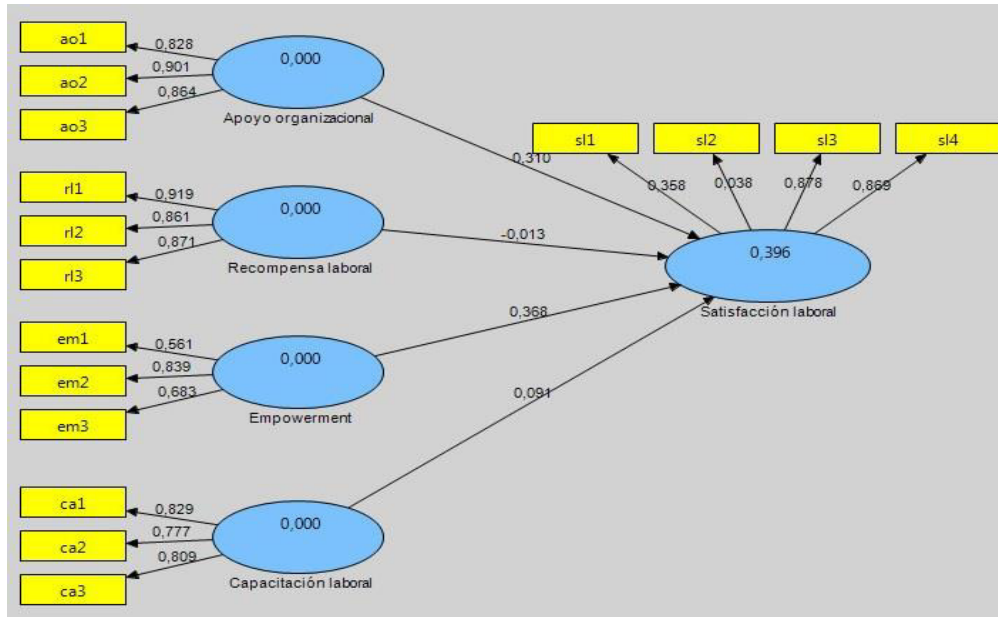 ao1
0,828
ao2
0,901
ao3
0,864
0,000
Apoyo organizacional
0,310
rl1
0,919
rl2
0,861
rl3
0,871
0,000
Recompensa laboral
-0,013
em1
0,561
em2
0,839
em3
0,683
0,000
Empowerment
0,368
ca1
0,829
ca2
0,777
ca3
0,809
0,000
Capacitación laboral
0,091
sl1
sl2
sl3
sl4
0,358
0,038
0,878
0,869
0,396
Satisfacción laboral